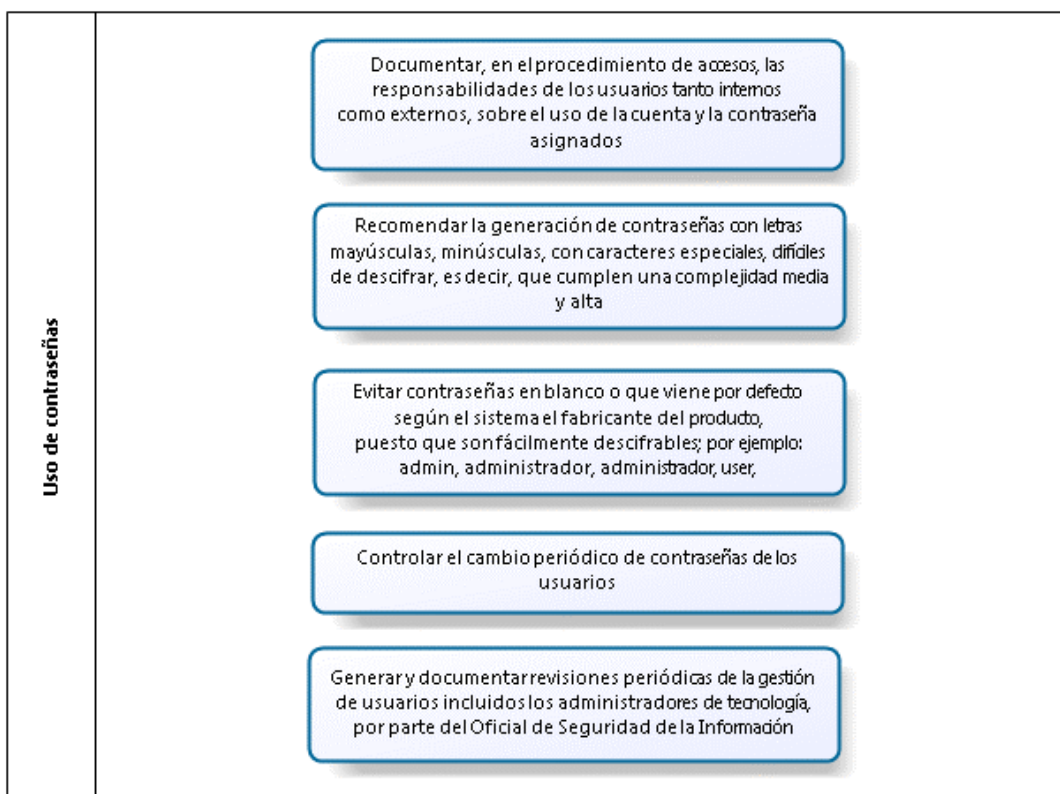 Uso de contraseñas
Documentar, en el procedimiento de accesos, las
responsabilidades de los usuarios tanto internos
como externos, sobre el uso de la cuenta y la contraseña
asignados
Recomendar la generación de contraseñas con letras
mayúsculas, minúsculas, con caracteres especiales, difíciles
de descifrar, es decir, que cumplen una complejidad media
y alta
Evitar contraseñas en blanco o que viene por defecto
según el sistema el fabricante del producto,
puesto que son fácilmente descifrables; por ejemplo:
admin, administrador, administrador, user,
Controlar el cambio periódico de contraseñas de los
usuarios
Generar y documentar revisiones periódicas de la gestión
de usuarios incluidos los administradores de tecnología,
por parte del Oficial de Seguridad de la Información